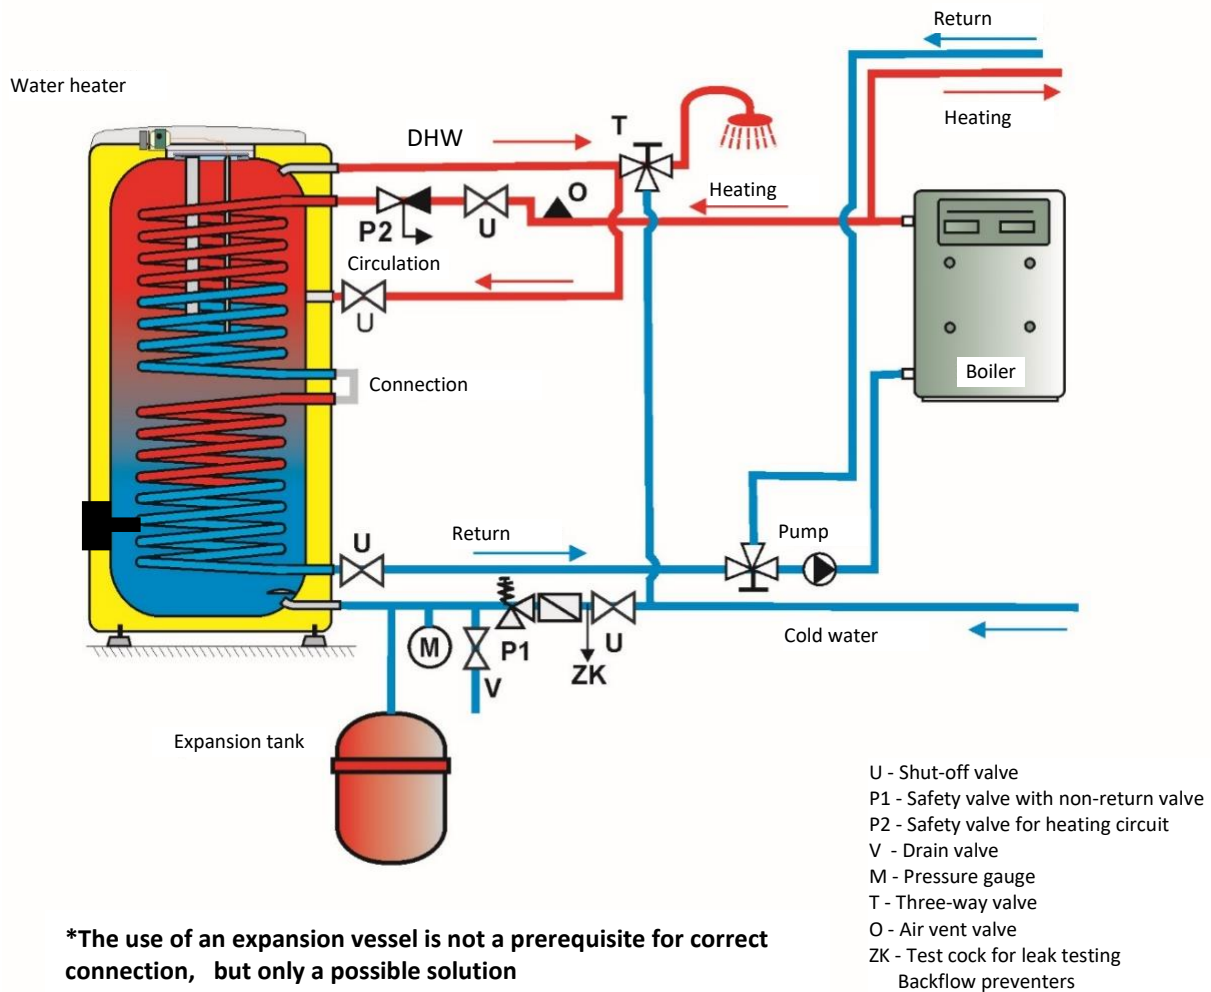 Return
Water heater
Heating
DHW
T
Heating
O
P2
U
Circulation
U
Connection
Boiler
U
Return
Pump
M
P1
U
Cold water
V
ZK
Expansion tank
U - Shut-off valve
P1 - Safety valve with non-return valve
P2 - Safety valve for heating circuit
V - Drain valve
M - Pressure gauge
T - Three-way valve
O - Air vent valve
ZK - Test cock for leak testing
Backflow preventers
*The use of an expansion vessel is not a prerequisite for correct
connection, but only a possible solution